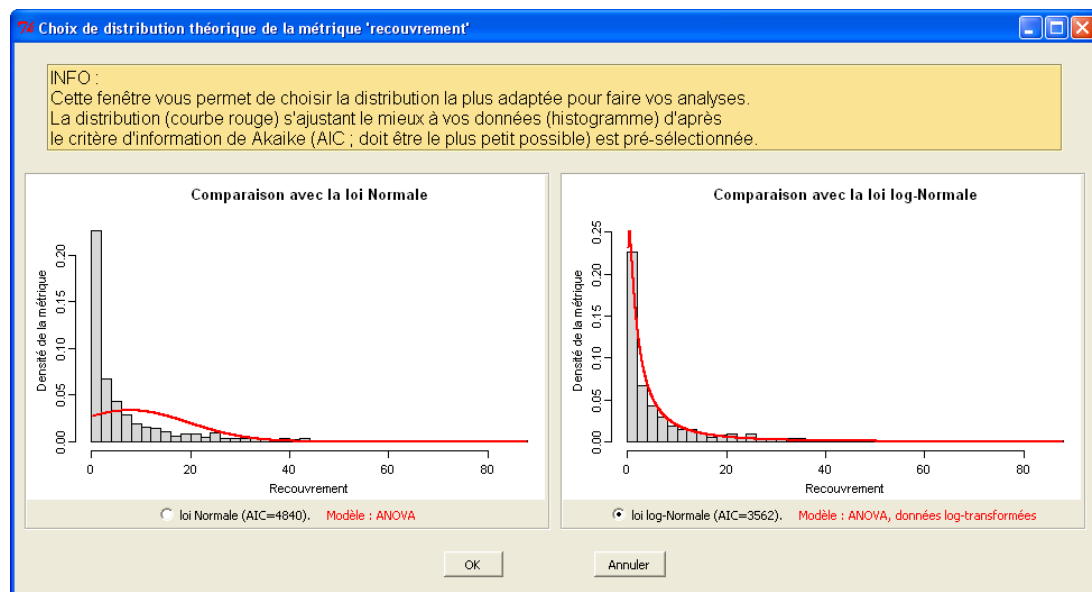 Choix de distribution théorique de la métrique 'recouvrement'
INFO :
Cette fenêtre vous permet de choisir la distribution la plus adaptée pour faire vos analyses.
La distribution (courbe rouge) s'ajustant le mieux à vos données (histogramme) d'après
le critère d'information de Akaike (AIC ; doit être le plus petit possible) est pré-sélectionnée.
Comparaison avec la loi Normale
Densité de la métrique
0.00 0.05 0.10 0.15 0.20
0 20 40 60 80
Recouvrement
loi Normale (AIC=4840). Modèle : ANOVA
Comparaison avec la loi log-Normale
Densité de la métrique
0.00 0.05 0.10 0.15 0.20 0.25
0 20 40 60 80
Recouvrement
loi log-Normale (AIC=3562). Modèle : ANOVA, données log-transformées
OK
Annuler